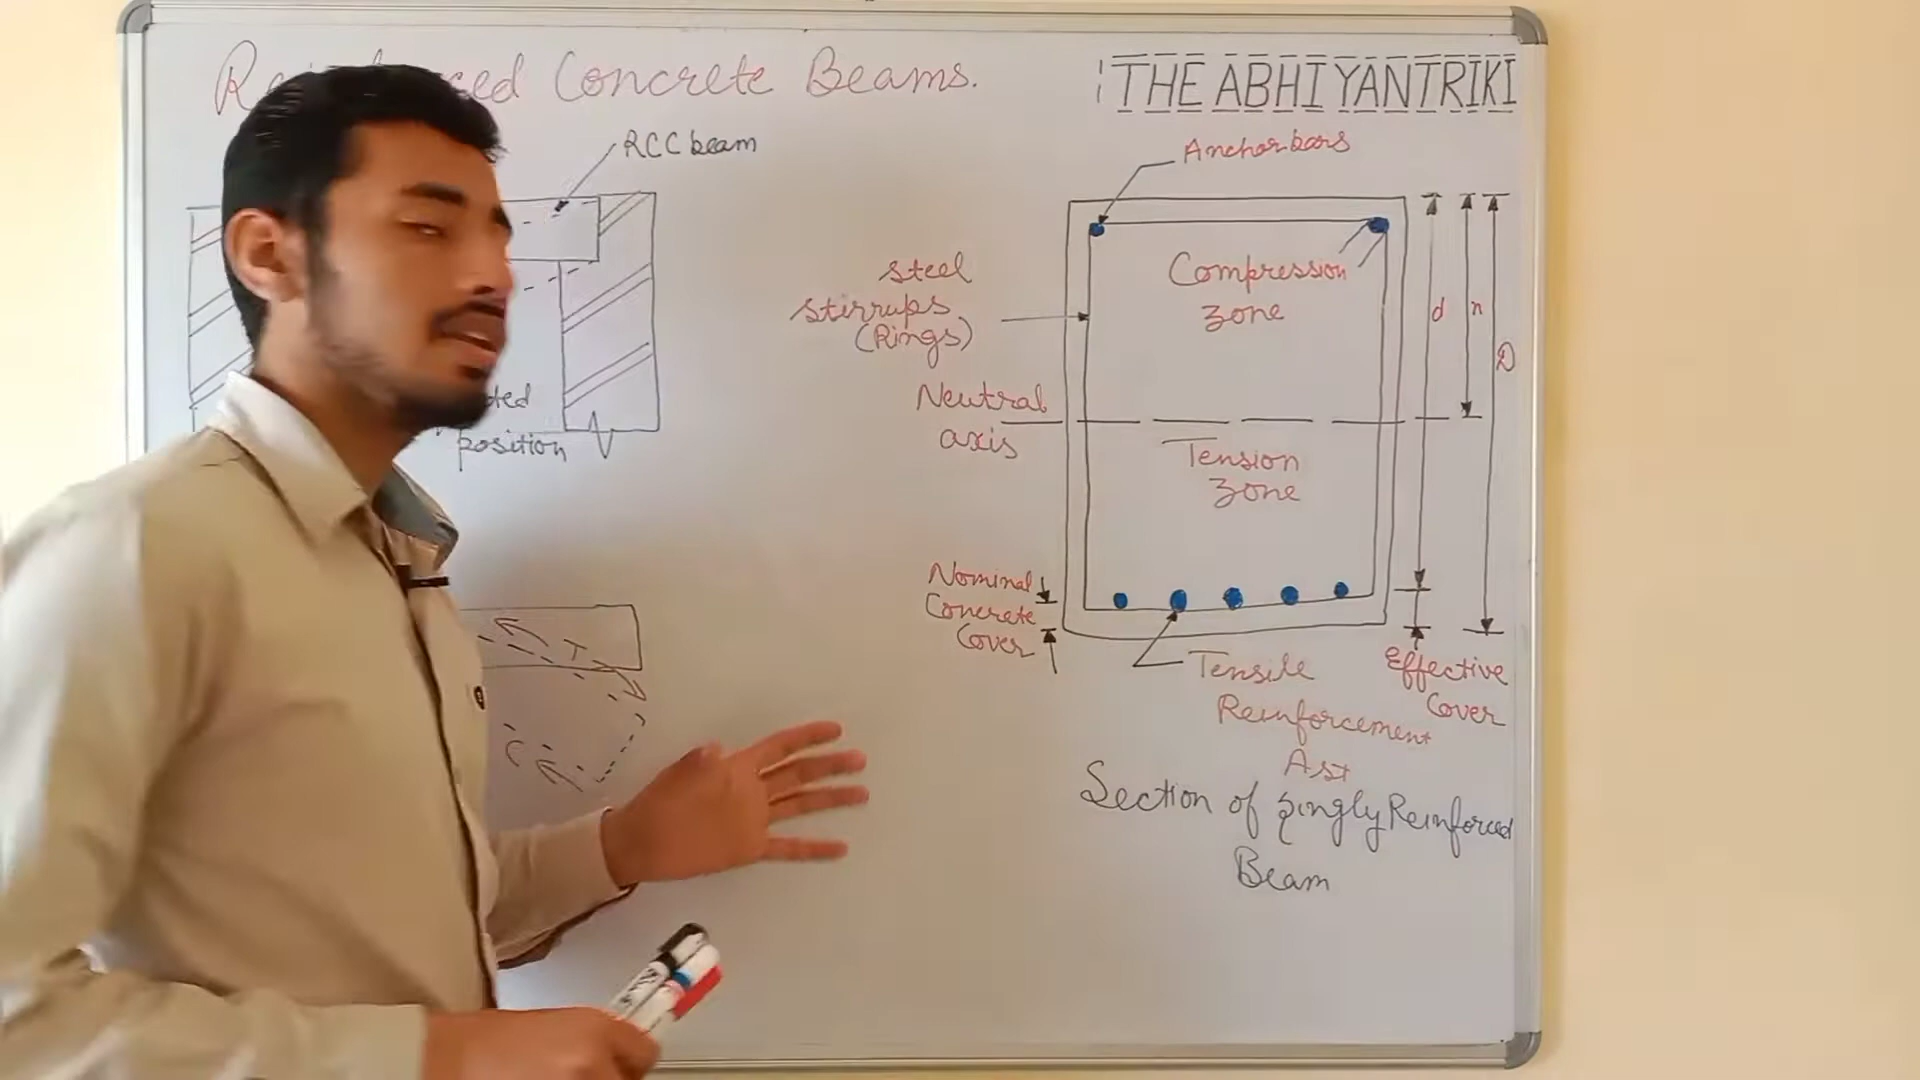 Concrete Beams.
THE ABHIYANTRIKI
RCC beam
position
T
C
Anchor bars
Steel
stirrups
(Rings)
Compression
zone
d
n
D
Neutral
axis
Tension
zone
Nominal
Concrete
Cover
Tensile
Reinforcement
Ast
Effective
Cover
Section of Singly Reinforced
Beam